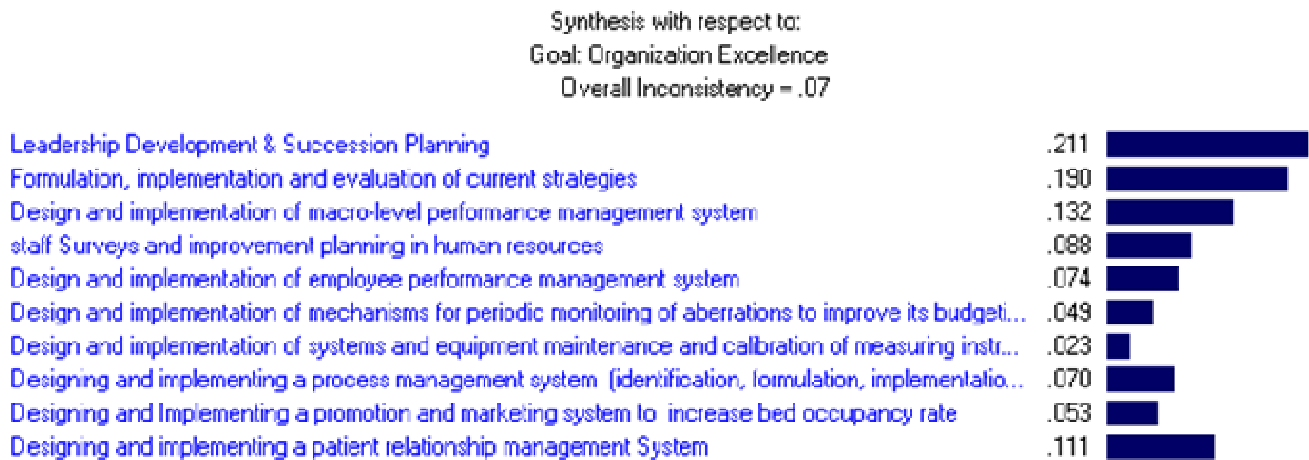 Synthesis with respect to:
Goal: Organization Excellence
Overall Inconsistency = .07
Leadership Development & Succession Planning .211
Formulation, implementation and evaluation of current strategies .190
Design and implementation of macro-level performance management system .132
staff Surveys and improvement planning in human resources .088
Design and implementation of employee performance management system .074
Design and implementation of mechanisms for periodic monitoring of aberrations to improve its budgeti... .049
Design and implementation of systems and equipment maintenance and calibration of measuring instr... .023
Designing and implementing a process management system (identification, formulation, implementatio... .070
Designing and Implementing a promotion and marketing system to increase bed occupancy rate .053
Designing and implementing a patient relationship management System .111